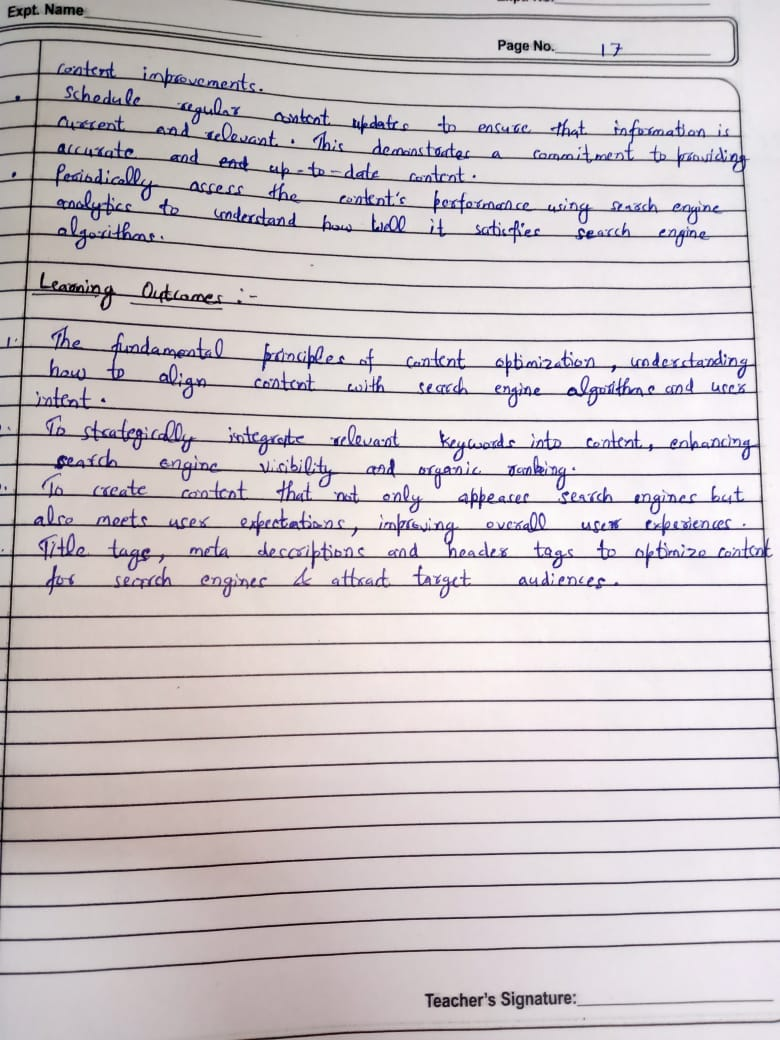 Expt. Name
Page No. 17
content improvements.
• Schedule regular content updates to ensure that information is
current and relevant. This demonstrates a commitment to providing
accurate and end up-to-date content.
• Periodically assess the content's performance using search engine
analytics to understand how well it satisfies search engine
algorithms.
Learning Outcomes :-
1. The fundamental principles of content optimization, understanding
how to align content with search engine algorithms and user
intent.
To strategically integrate relevant keywords into content, enhancing
search engine visibility and organic ranking.
To create content that not only appears search engines but
also meets user expectations, improving overall user experiences.
Title tags, meta descriptions and header tags to optimize content
for search engines & attract target audiences.
Teacher's Signature: